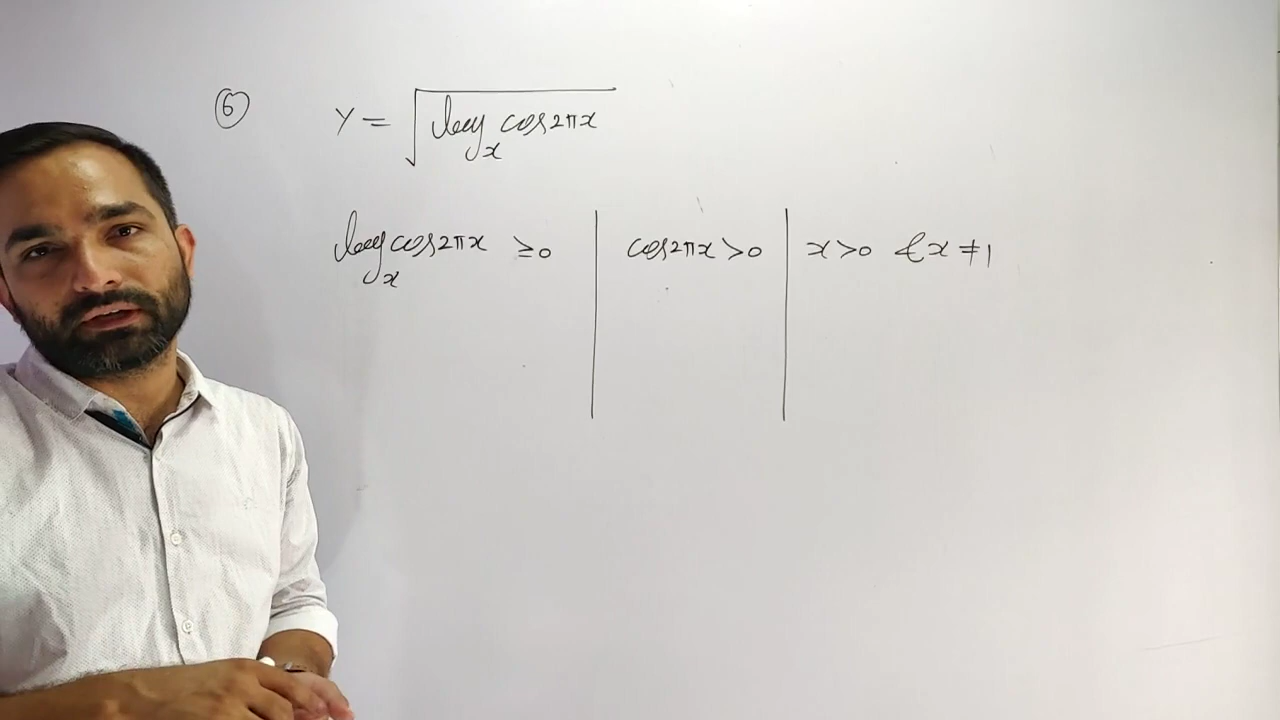 ⑥ Y = √(log_x cos2πx)
log_x cos2πx ≥0 | cos2πx >0 | x>0 & x ≠1